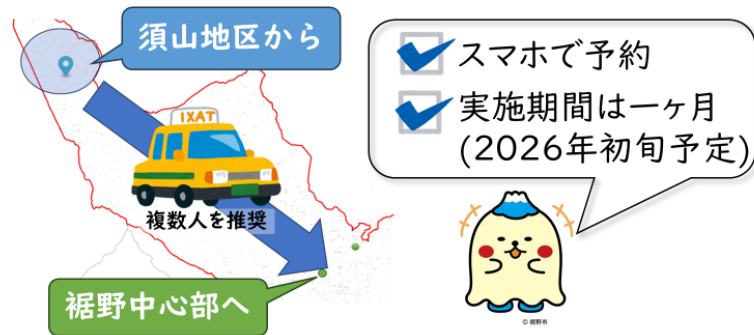 須山地区から
IXAT
複数人を推奨
裾野中心部へ
スマホで予約
実施期間は一ヶ月
(2026年初旬予定)
© 裾野市